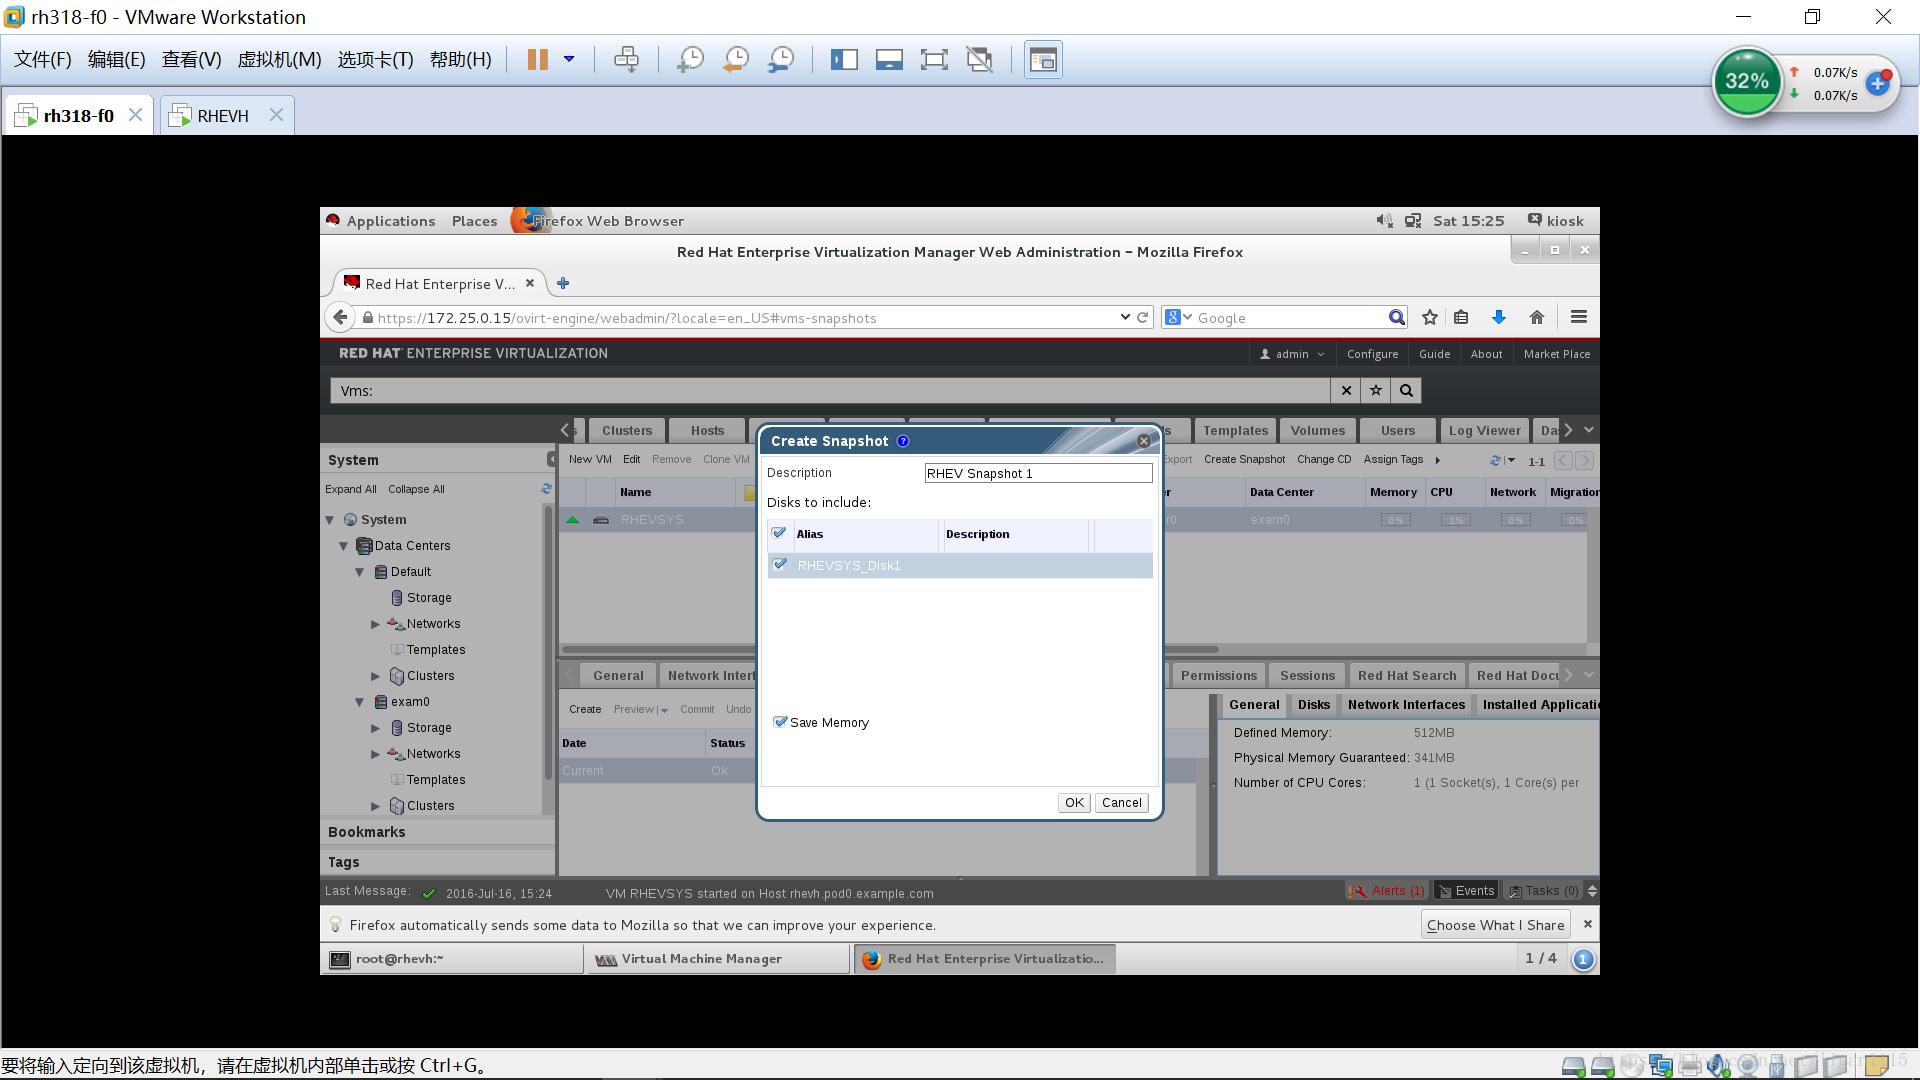 rh318-f0 - VMware Workstation
文件(F) 编辑(E) 查看(V) 虚拟机(M) 选项卡(T) 帮助(H)
32% 0.07K/s
0.07K/s
rh318-f0 RHEVH
Applications Places Firefox Web Browser Sat 15:25 kiosk
Red Hat Enterprise Virtualization Manager Web Administration – Mozilla Firefox
Red Hat Enterprise V...
https://172.25.0.15/ovirt-engine/webadmin/?locale=en_US#vms-snapshots Google
RED HAT ENTERPRISE VIRTUALIZATION admin Configure Guide About Market Place
Vms:
s Clusters Hosts s Templates Volumes Users Log Viewer Da
System New VM Edit Remove Clone VM xport Create Snapshot Change CD Assign Tags 1-1
Expand All Collapse All
Name r Data Center Memory CPU Network Migration
RHEVSYS r0 exam0 0% 1% 0% 0%
Create Snapshot
Description RHEV Snapshot 1
Disks to include:
Alias Description
RHEVSYS_Disk1
Save Memory
OK Cancel
System
Data Centers
Default
Storage
Networks
Templates
Clusters
exam0
Storage
Networks
Templates
Clusters
Bookmarks
Tags
General Network Interf Permissions Sessions Red Hat Search Red Hat Docu
Create Preview Commit Undo
Date Status
Current Ok
General Disks Network Interfaces Installed Applicatio
Defined Memory: 512MB
Physical Memory Guaranteed: 341MB
Number of CPU Cores: 1 (1 Socket(s), 1 Core(s) per
Last Message: 2016-Jul-16, 15:24 VM RHEVSYS started on Host rhevh.pod0.example.com Alerts (1) Events Tasks (0)
Firefox automatically sends some data to Mozilla so that we can improve your experience. Choose What I Share
root@rhevh:~ Virtual Machine Manager Red Hat Enterprise Virtualizatio... 1 / 4 1
要将输入定向到该虚拟机，请在虚拟机内部单击或按 Ctrl+G。